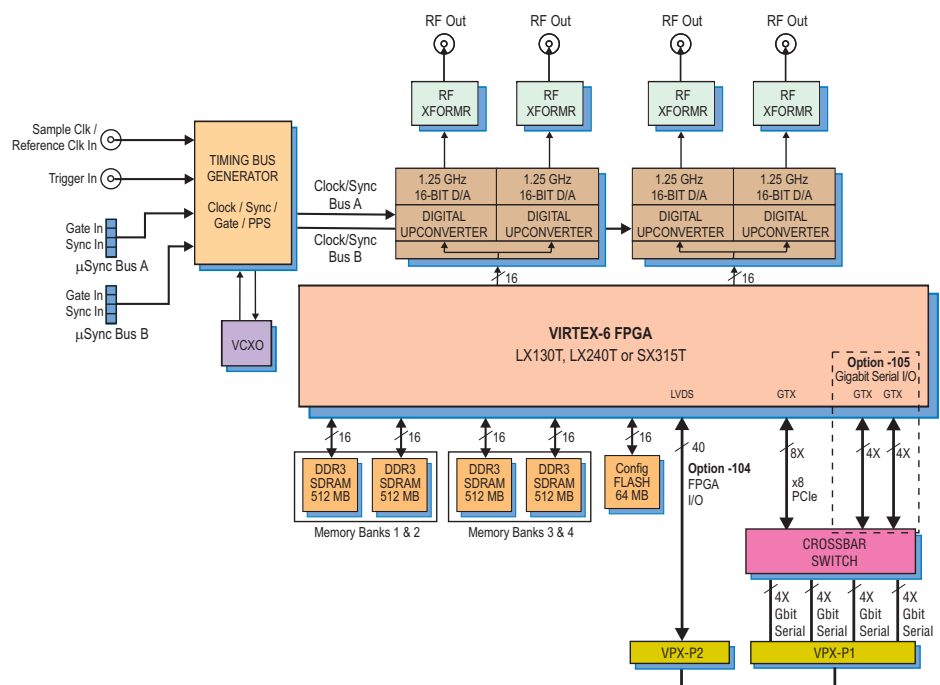 RF Out
RF Out
RF Out
RF Out
RF
XFORMR
RF
XFORMR
RF
XFORMR
RF
XFORMR
Sample Clk /
Reference Clk In
Trigger In
Gate In
Sync In
μSync Bus A
Gate In
Sync In
μSync Bus B
TIMING BUS
GENERATOR
Clock / Sync /
Gate / PPS
VCXO
Clock/Sync
Bus A
Clock/Sync
Bus B
1.25 GHz
16-BIT D/A
1.25 GHz
16-BIT D/A
DIGITAL
UPCONVERTER
DIGITAL
UPCONVERTER
1.25 GHz
16-BIT D/A
1.25 GHz
16-BIT D/A
DIGITAL
UPCONVERTER
DIGITAL
UPCONVERTER
16
16
VIRTEX-6 FPGA
LX130T, LX240T or SX315T
Option -105
Gigabit Serial I/O
LVDS
GTX
GTX
GTX
16
16
16
16
16
40
8X
4X
4X
DDR3
SDRAM
512 MB
DDR3
SDRAM
512 MB
DDR3
SDRAM
512 MB
DDR3
SDRAM
512 MB
Config
FLASH
64 MB
Memory Banks 1 & 2
Memory Banks 3 & 4
Option -104
FPGA
I/O
x8
PCIe
CROSSBAR
SWITCH
4X
Gbit
Serial
4X
Gbit
Serial
4X
Gbit
Serial
4X
Gbit
Serial
VPX-P2
VPX-P1